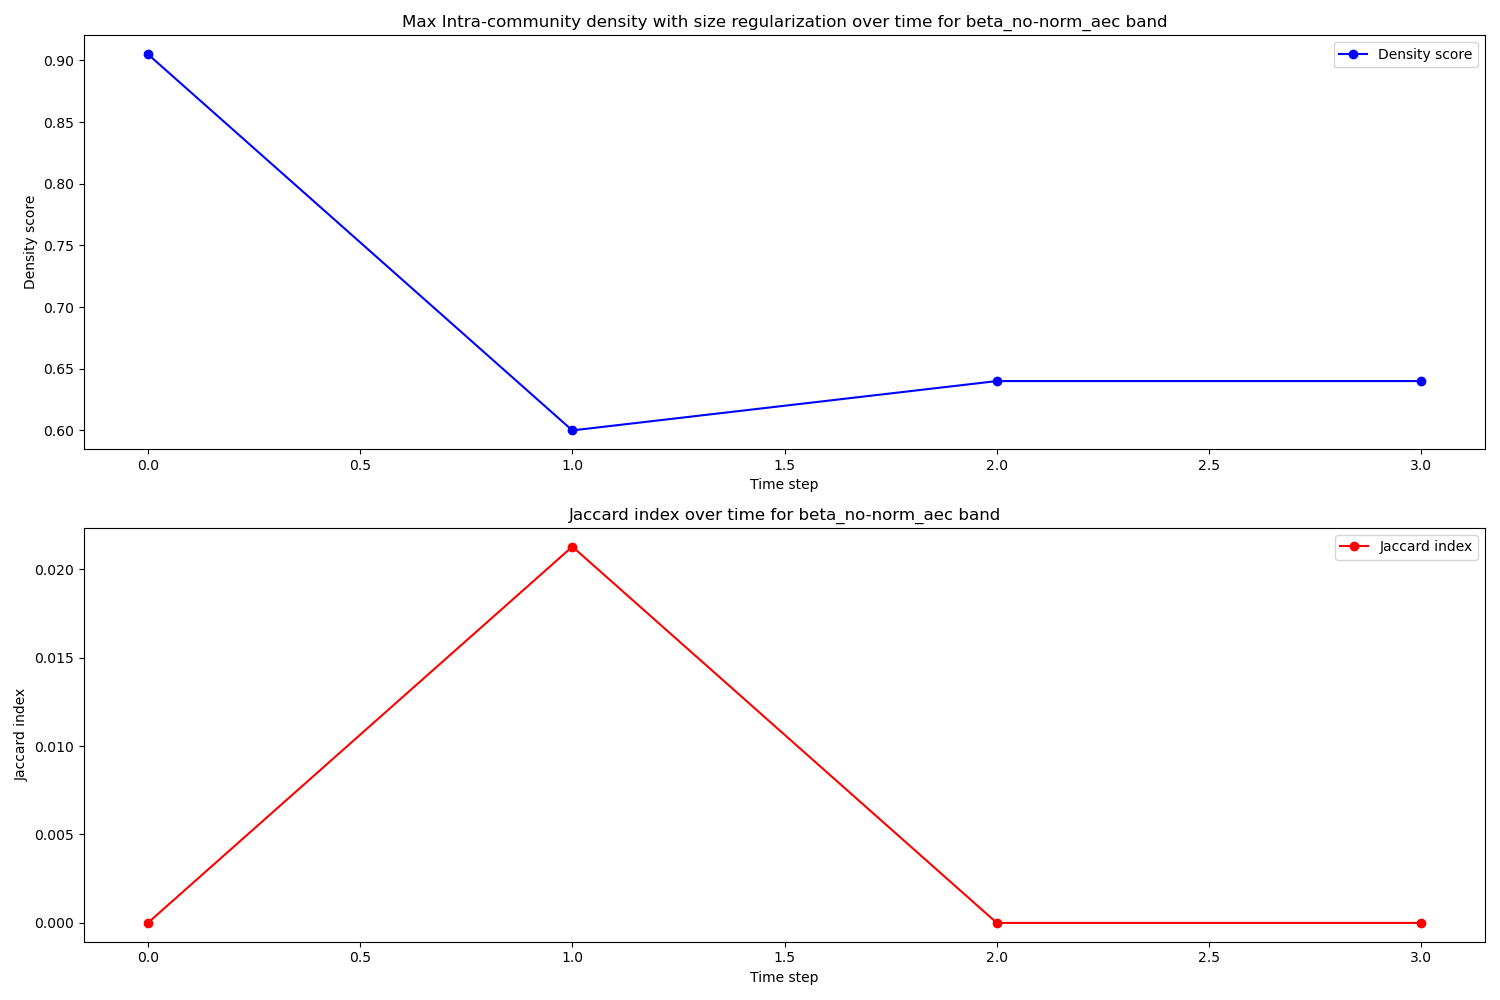 Max Intra-community density with size regularization over time for beta_no-norm_aec band
Density score
0.90
0.85
0.80
0.75
0.70
0.65
0.60
Density score
0.0 0.5 1.0 1.5 2.0 2.5 3.0
Time step
Jaccard index over time for beta_no-norm_aec band
Jaccard index
0.020
0.015
0.010
0.005
0.000
Jaccard index
0.0 0.5 1.0 1.5 2.0 2.5 3.0
Time step